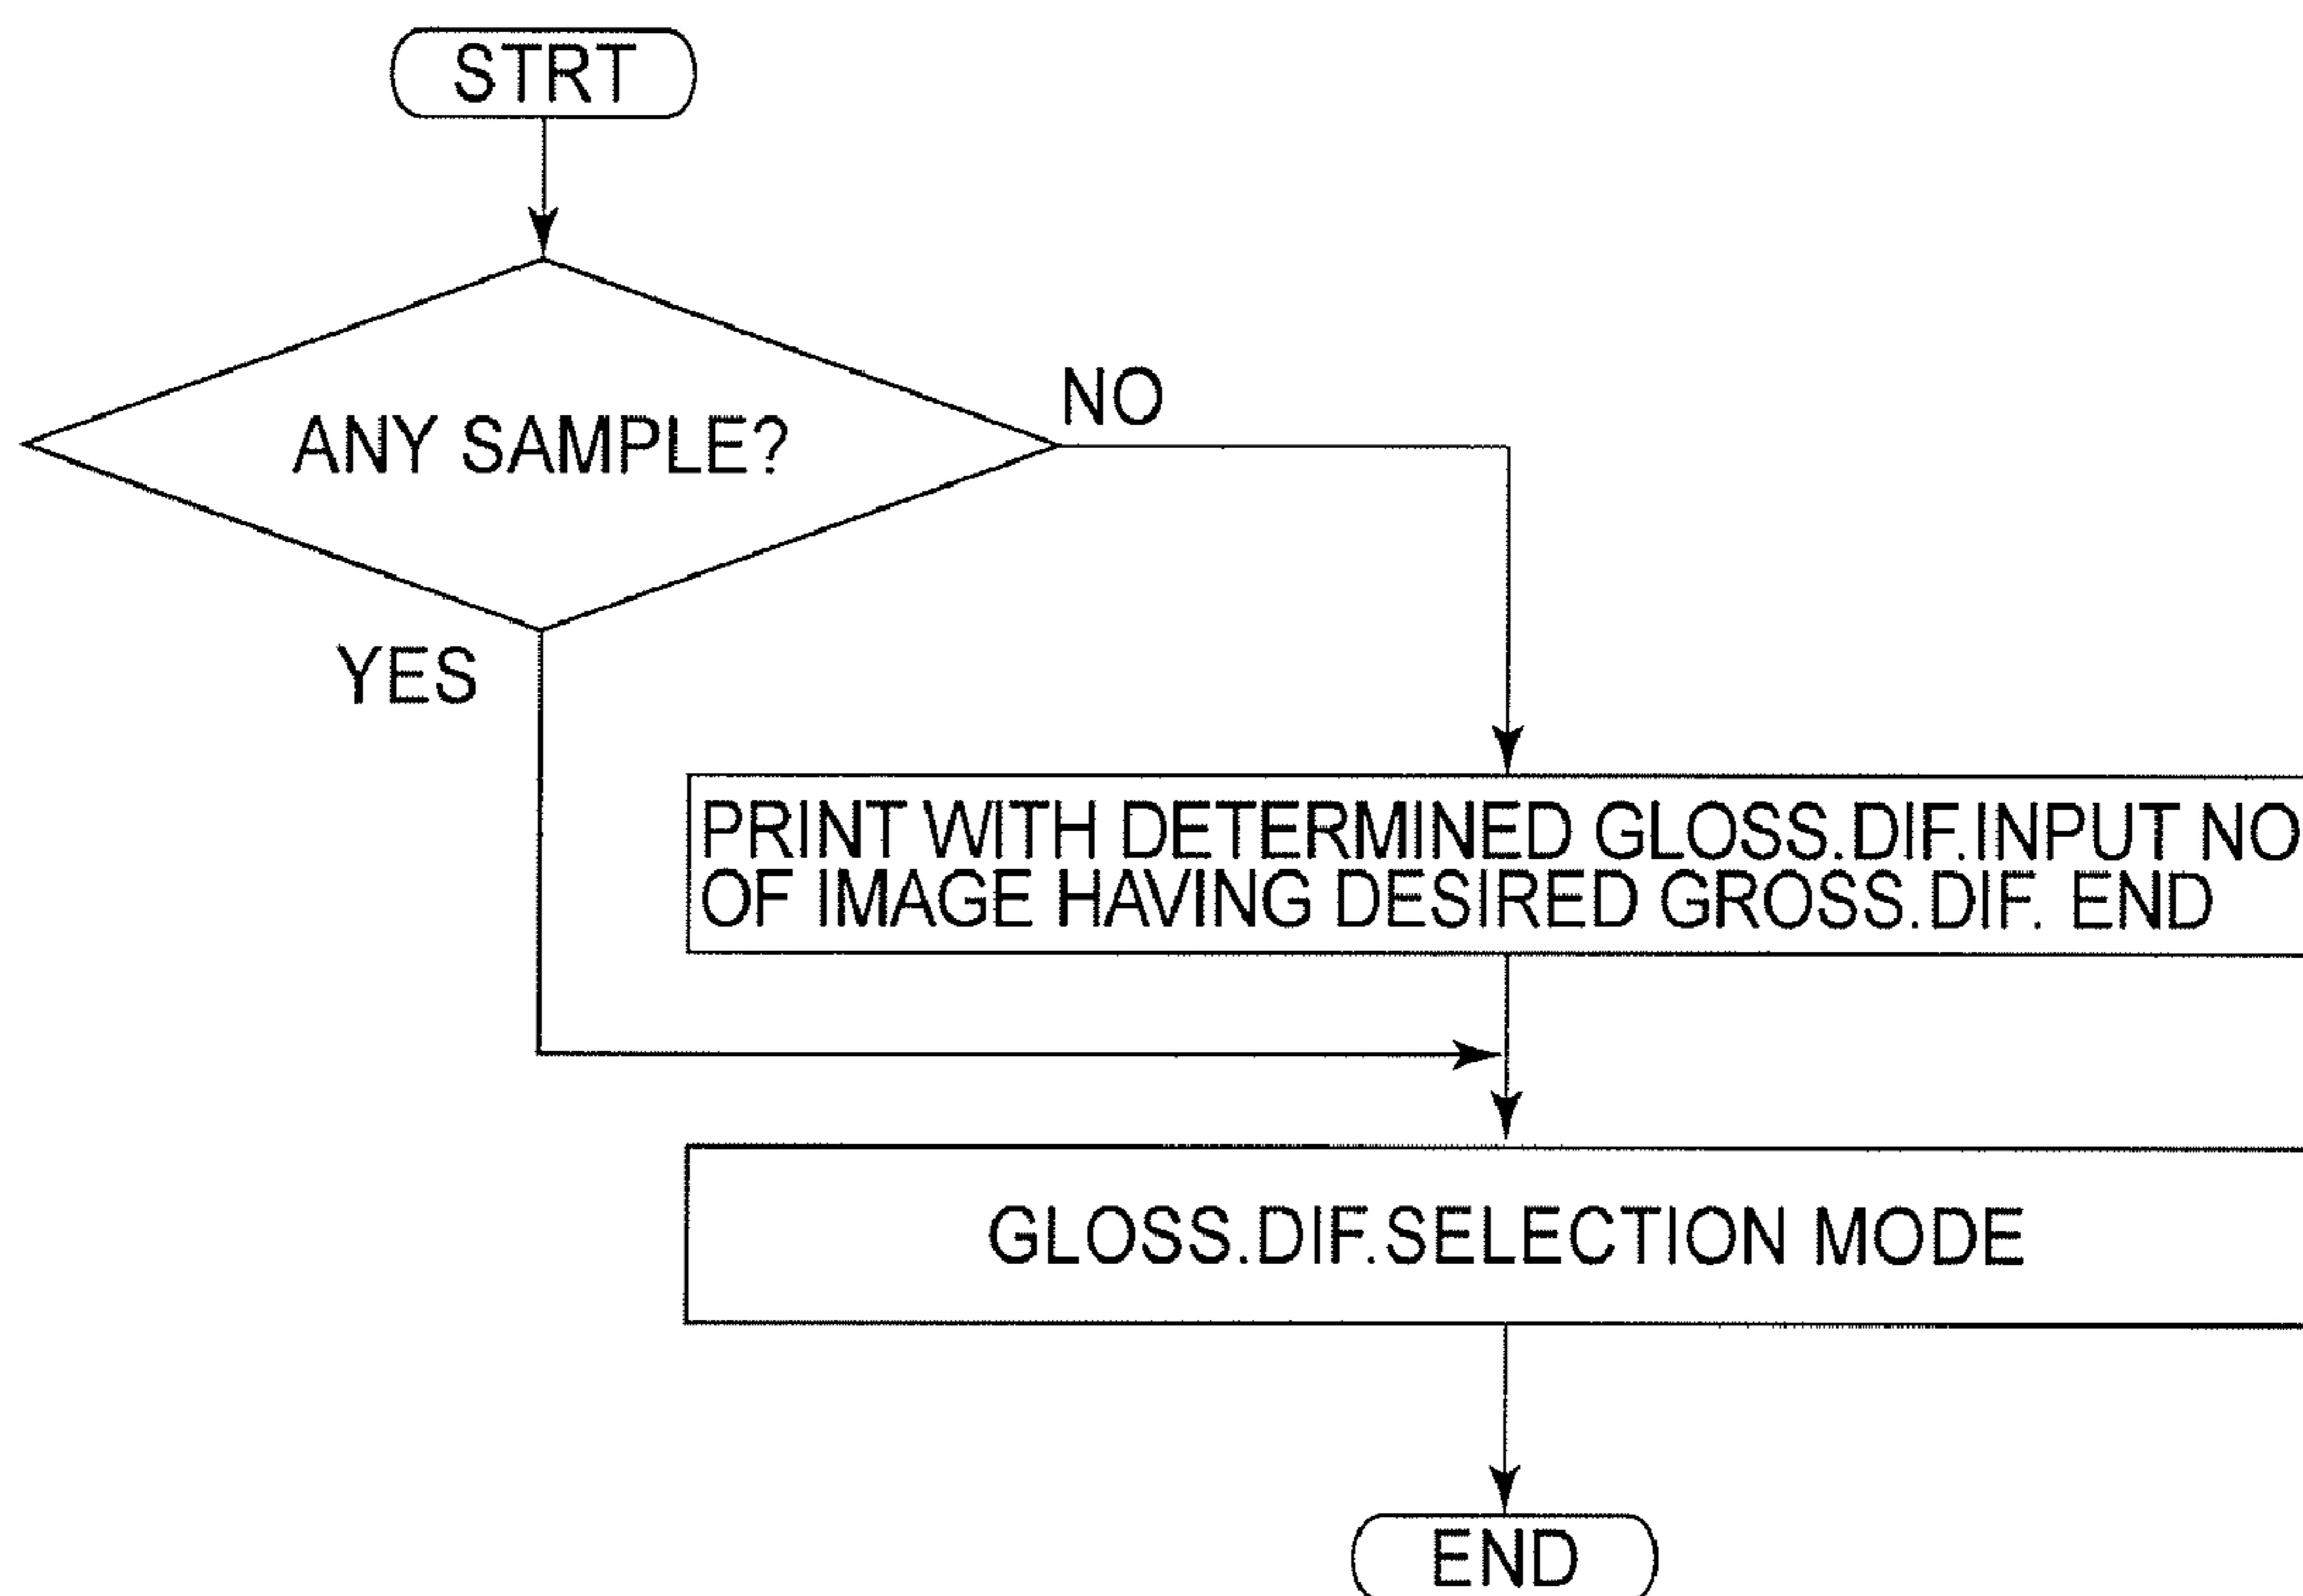 STRT
ANY SAMPLE?
NO
YES
PRINT WITH DETERMINED GLOSS.DIF.INPUT NO
OF IMAGE HAVING DESIRED GROSS.DIF. END
GLOSS.DIF.SELECTION MODE
END